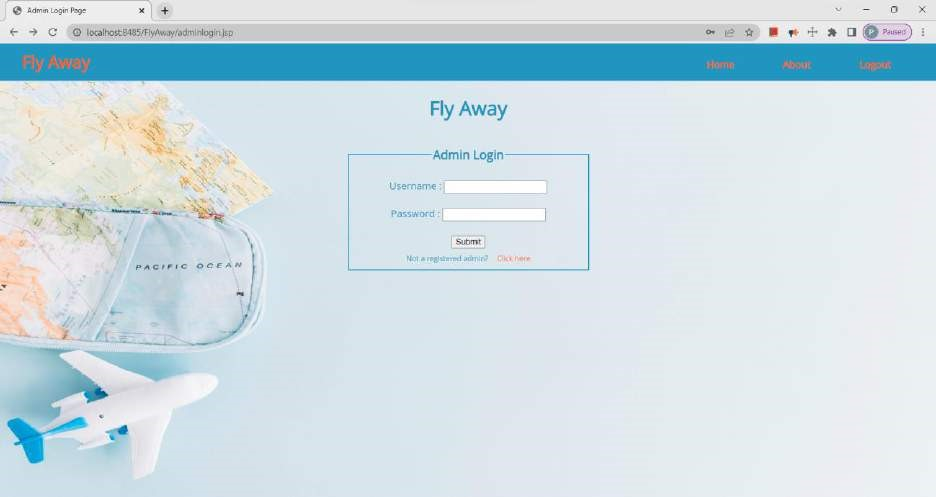 Admin Login Page
localhost:8485/FlyAway/adminlogin.jsp
P Paused
Fly Away
Home About Logout
Fly Away
Admin Login
Username :
Password :
Submit
Not a registered admin? Click here
PACIFIC OCEAN